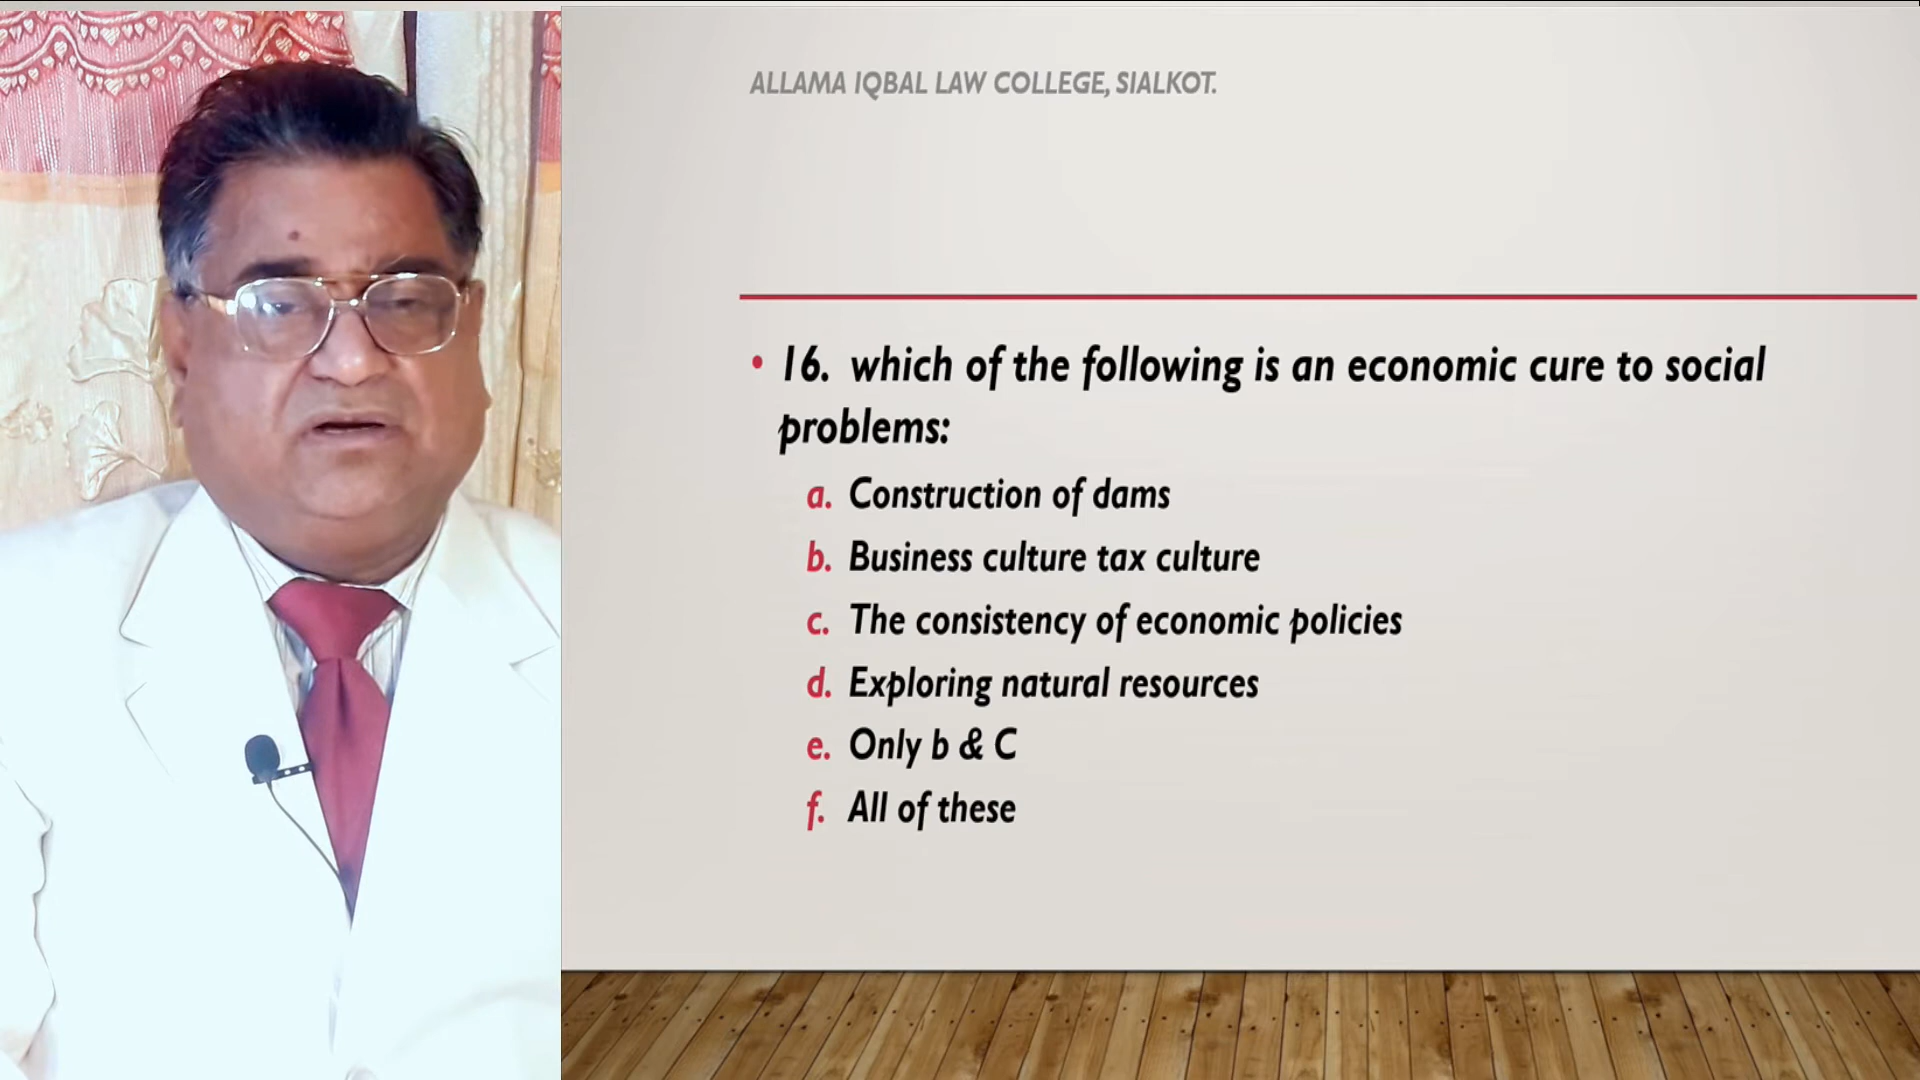 ALLAMA IQBAL LAW COLLEGE, SIALKOT.
• 16. which of the following is an economic cure to social
problems:
a. Construction of dams
b. Business culture tax culture
c. The consistency of economic policies
d. Exploring natural resources
e. Only b & C
f. All of these